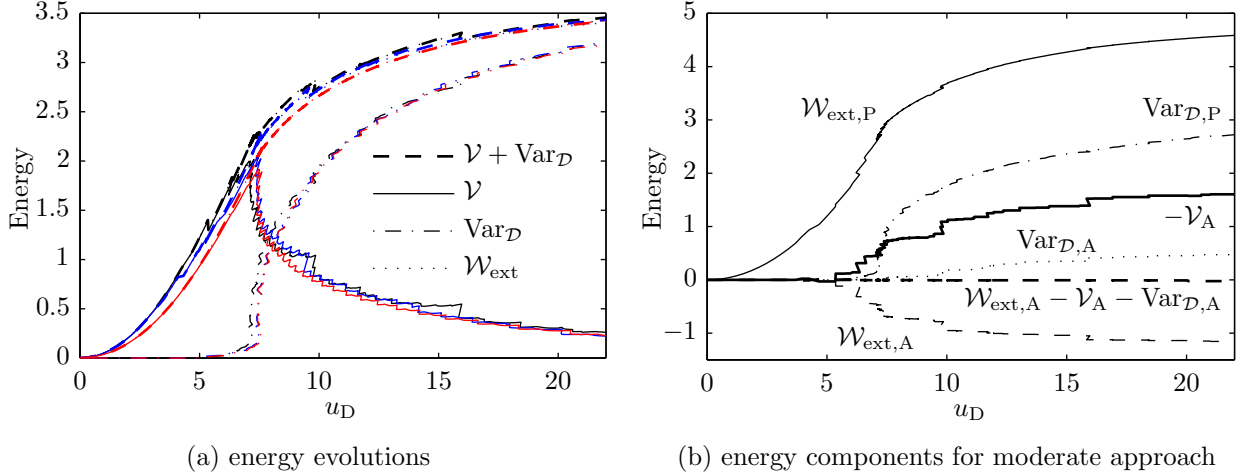 3.5
3
2.5
2
1.5
1
0.5
0
0
5
10
15
20
Energy
u_D
𝒱 + Var_𝒟
𝒱
Var_𝒟
𝒲_ext
(a) energy evolutions
5
4
3
2
1
0
−1
0
5
10
15
20
Energy
u_D
𝒲_ext,P
Var_𝒟,P
−𝒱_A
Var_𝒟,A
𝒲_ext,A − 𝒱_A − Var_𝒟,A
𝒲_ext,A
(b) energy components for moderate approach